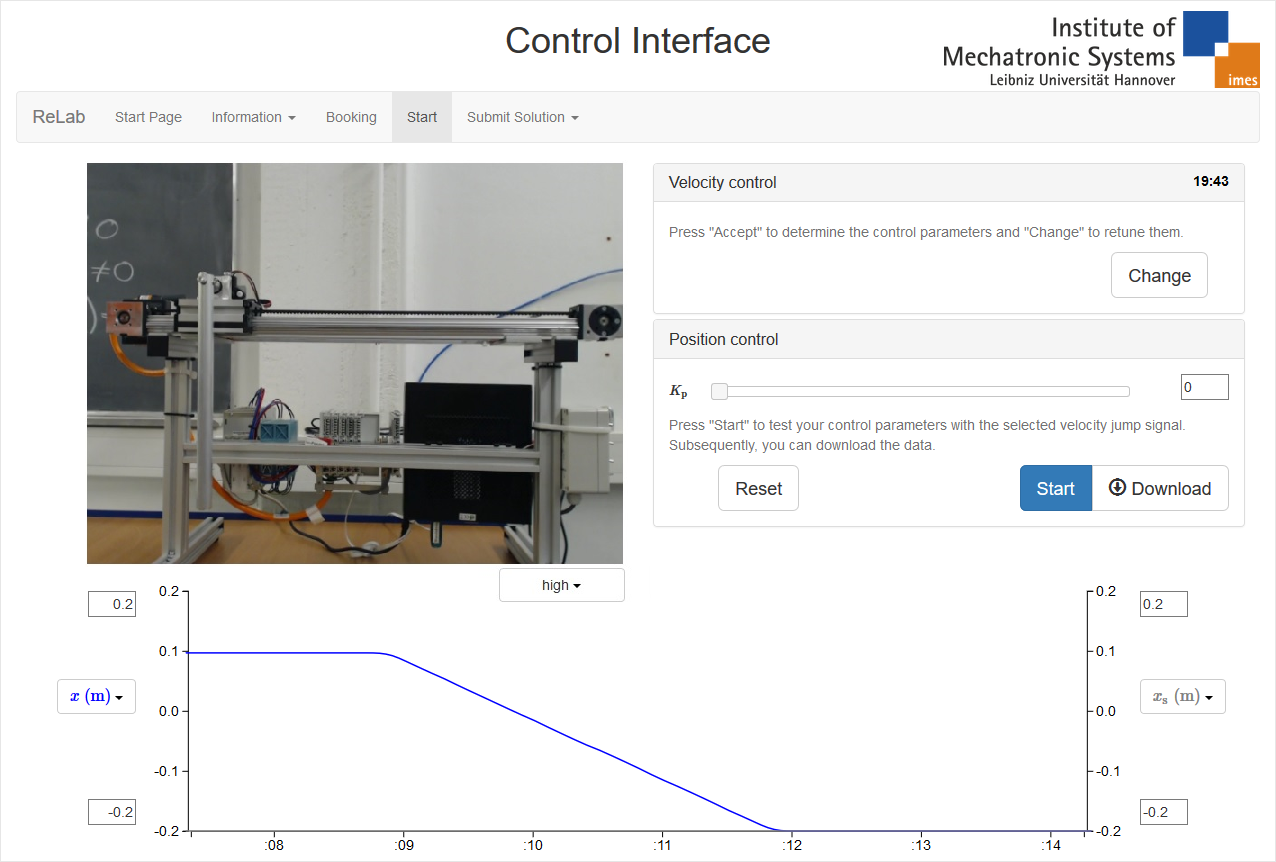 Control Interface
Institute of
Mechatronic Systems
Leibniz Universität Hannover
imes
ReLab Start Page Information Booking Start Submit Solution
Velocity control 19:43
Press "Accept" to determine the control parameters and "Change" to retune them.
Change
Position control
Kp 0
Press "Start" to test your control parameters with the selected velocity jump signal.
Subsequently, you can download the data.
Reset Start Download
0
≠0
)
high
0.2 0.2 0.2 0.2
0.1 0.1
x (m) 0.0 0.0 xs (m)
-0.1 -0.1
-0.2 -0.2
-0.2 -0.2
:08 :09 :10 :11 :12 :13 :14